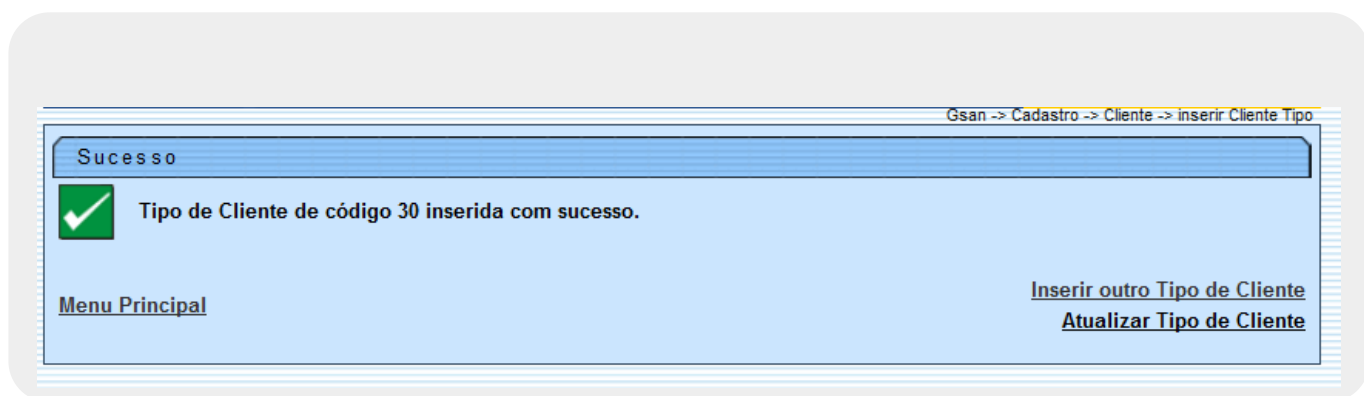 Gsan -> Cadastro -> Cliente -> inserir Cliente Tipo
Sucesso
Tipo de Cliente de código 30 inserida com sucesso.
Inserir outro Tipo de Cliente
Menu Principal
Atualizar Tipo de Cliente